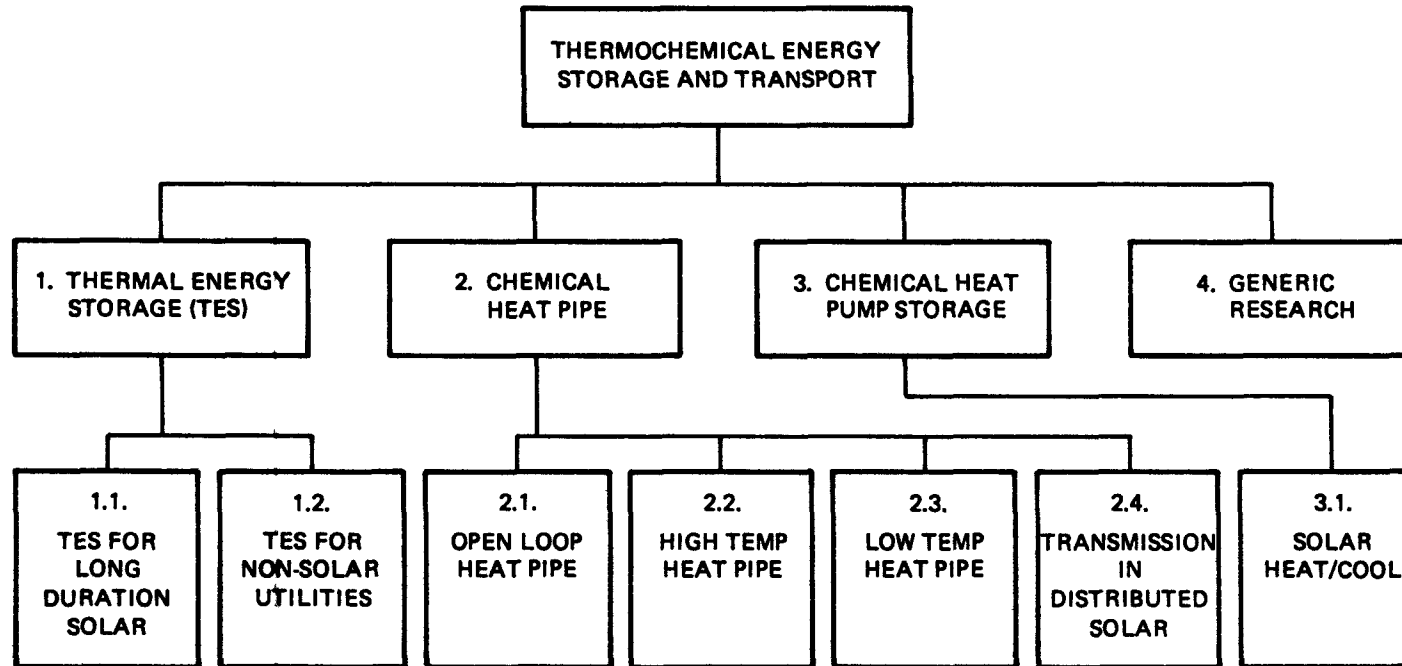 THERMOCHEMICAL ENERGY
STORAGE AND TRANSPORT
1. THERMAL ENERGY
STORAGE (TES)
2. CHEMICAL
HEAT PIPE
3. CHEMICAL HEAT
PUMP STORAGE
4. GENERIC
RESEARCH
1.1.
TES FOR
LONG
DURATION
SOLAR
1.2.
TES FOR
NON-SOLAR
UTILITIES
2.1.
OPEN LOOP
HEAT PIPE
2.2.
HIGH TEMP
HEAT PIPE
2.3.
LOW TEMP
HEAT PIPE
2.4.
TRANSMISSION
IN
DISTRIBUTED
SOLAR
3.1.
SOLAR
HEAT/COOL